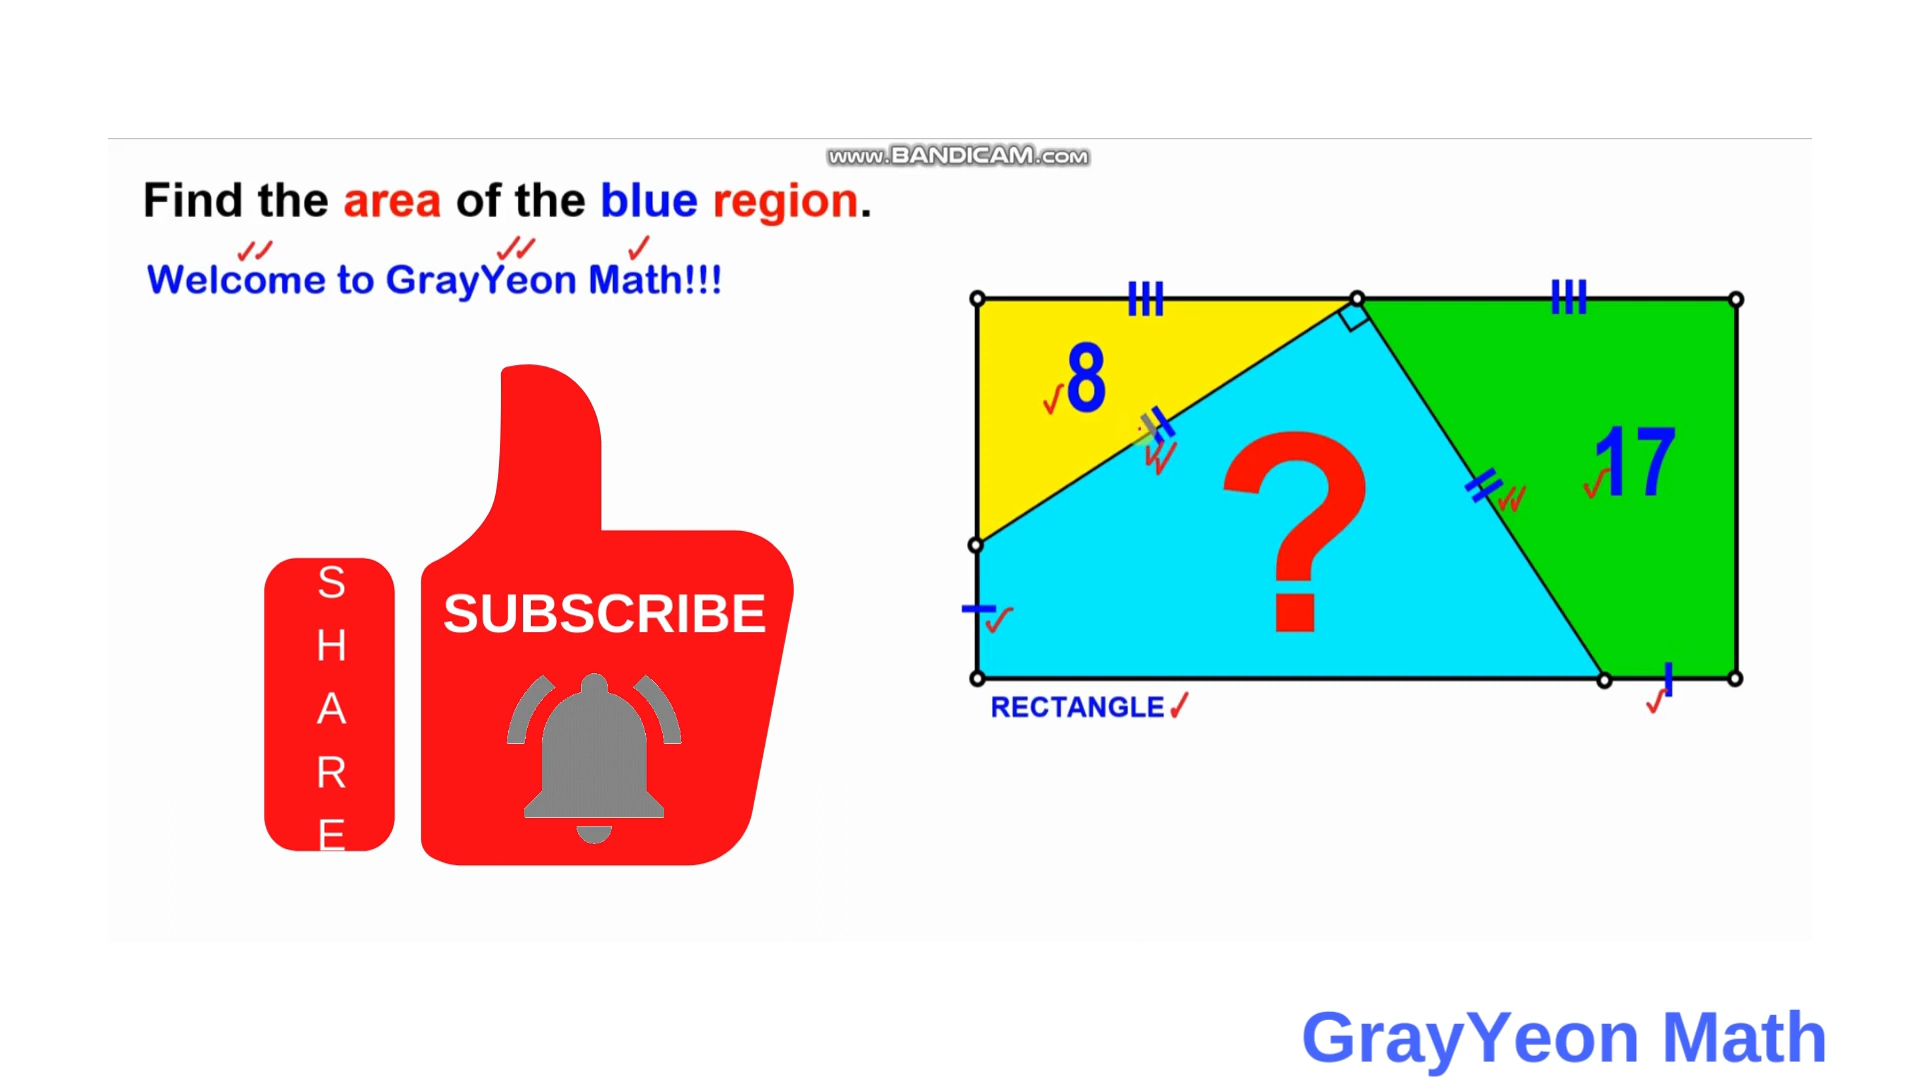 www.BANDICAM.com
Find the area of the blue region.
Welcome to GrayYeon Math!!!
8
17
?
SHARE
SUBSCRIBE
RECTANGLE
GrayYeon Math